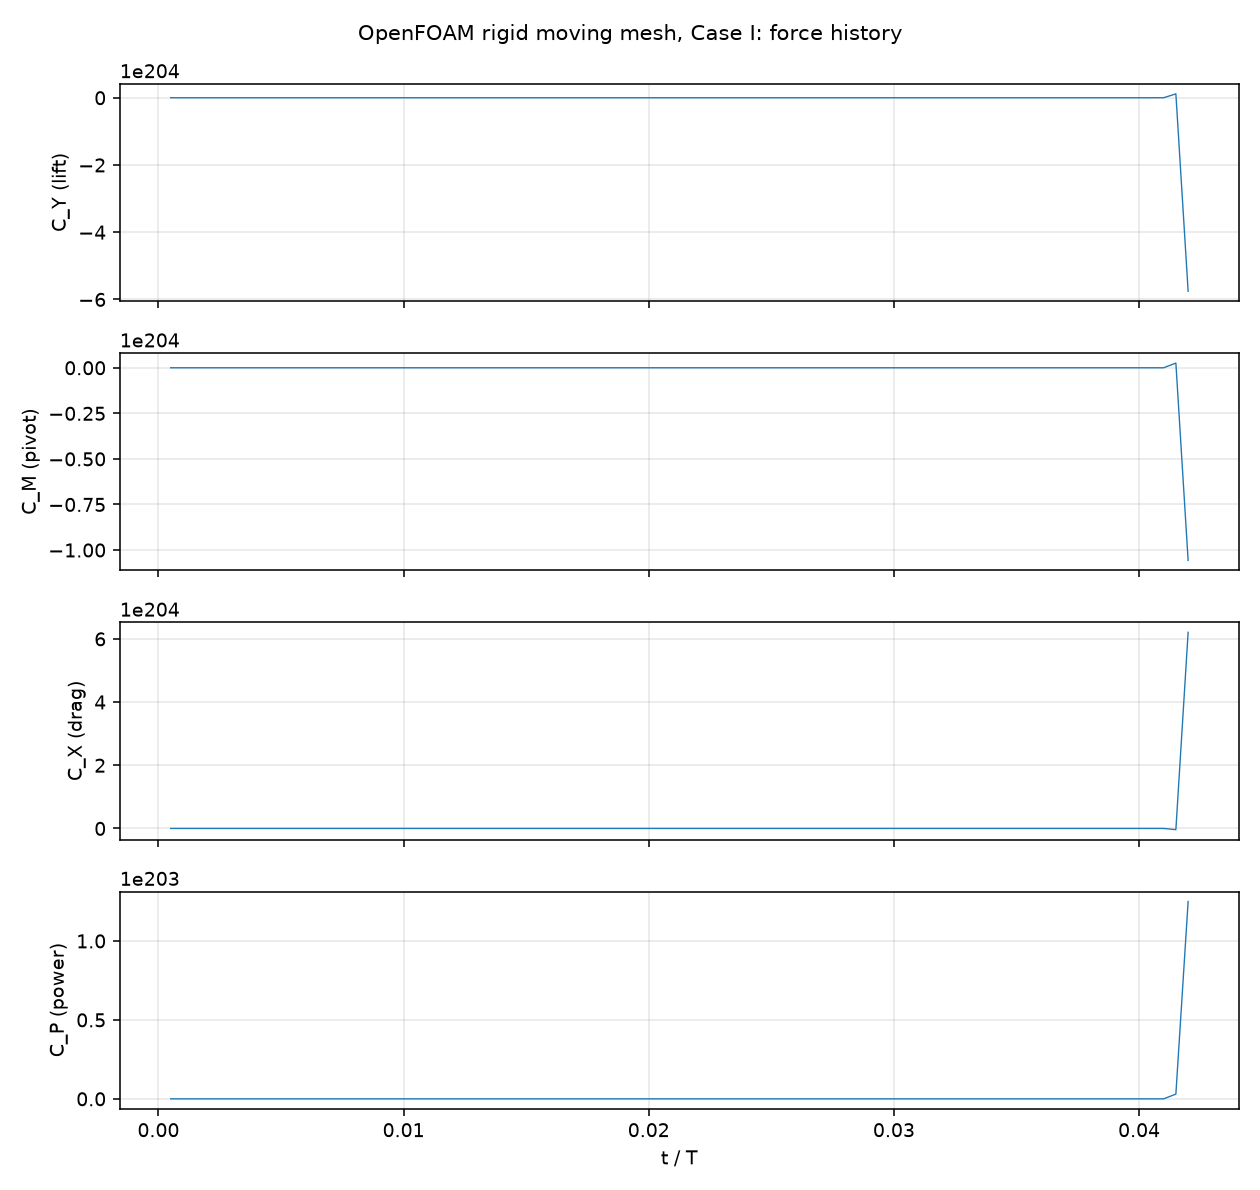 OpenFOAM rigid moving mesh, Case I: force history
1e204
0
−2
−4
−6
C_Y (lift)
1e204
0.00
−0.25
−0.50
−0.75
−1.00
C_M (pivot)
1e204
6
4
2
0
C_X (drag)
1e203
1.0
0.5
0.0
C_P (power)
0.00 0.01 0.02 0.03 0.04
t / T